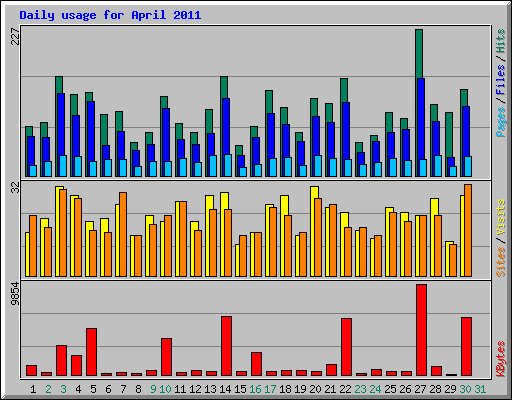 Daily usage for April 2011
227
Pages / Files / Hits
32
Sites / Visits
9854
KBytes
1 2 3 4 5 6 7 8 9 10 11 12 13 14 15 16 17 18 19 20 21 22 23 24 25 26 27 28 29 30 31